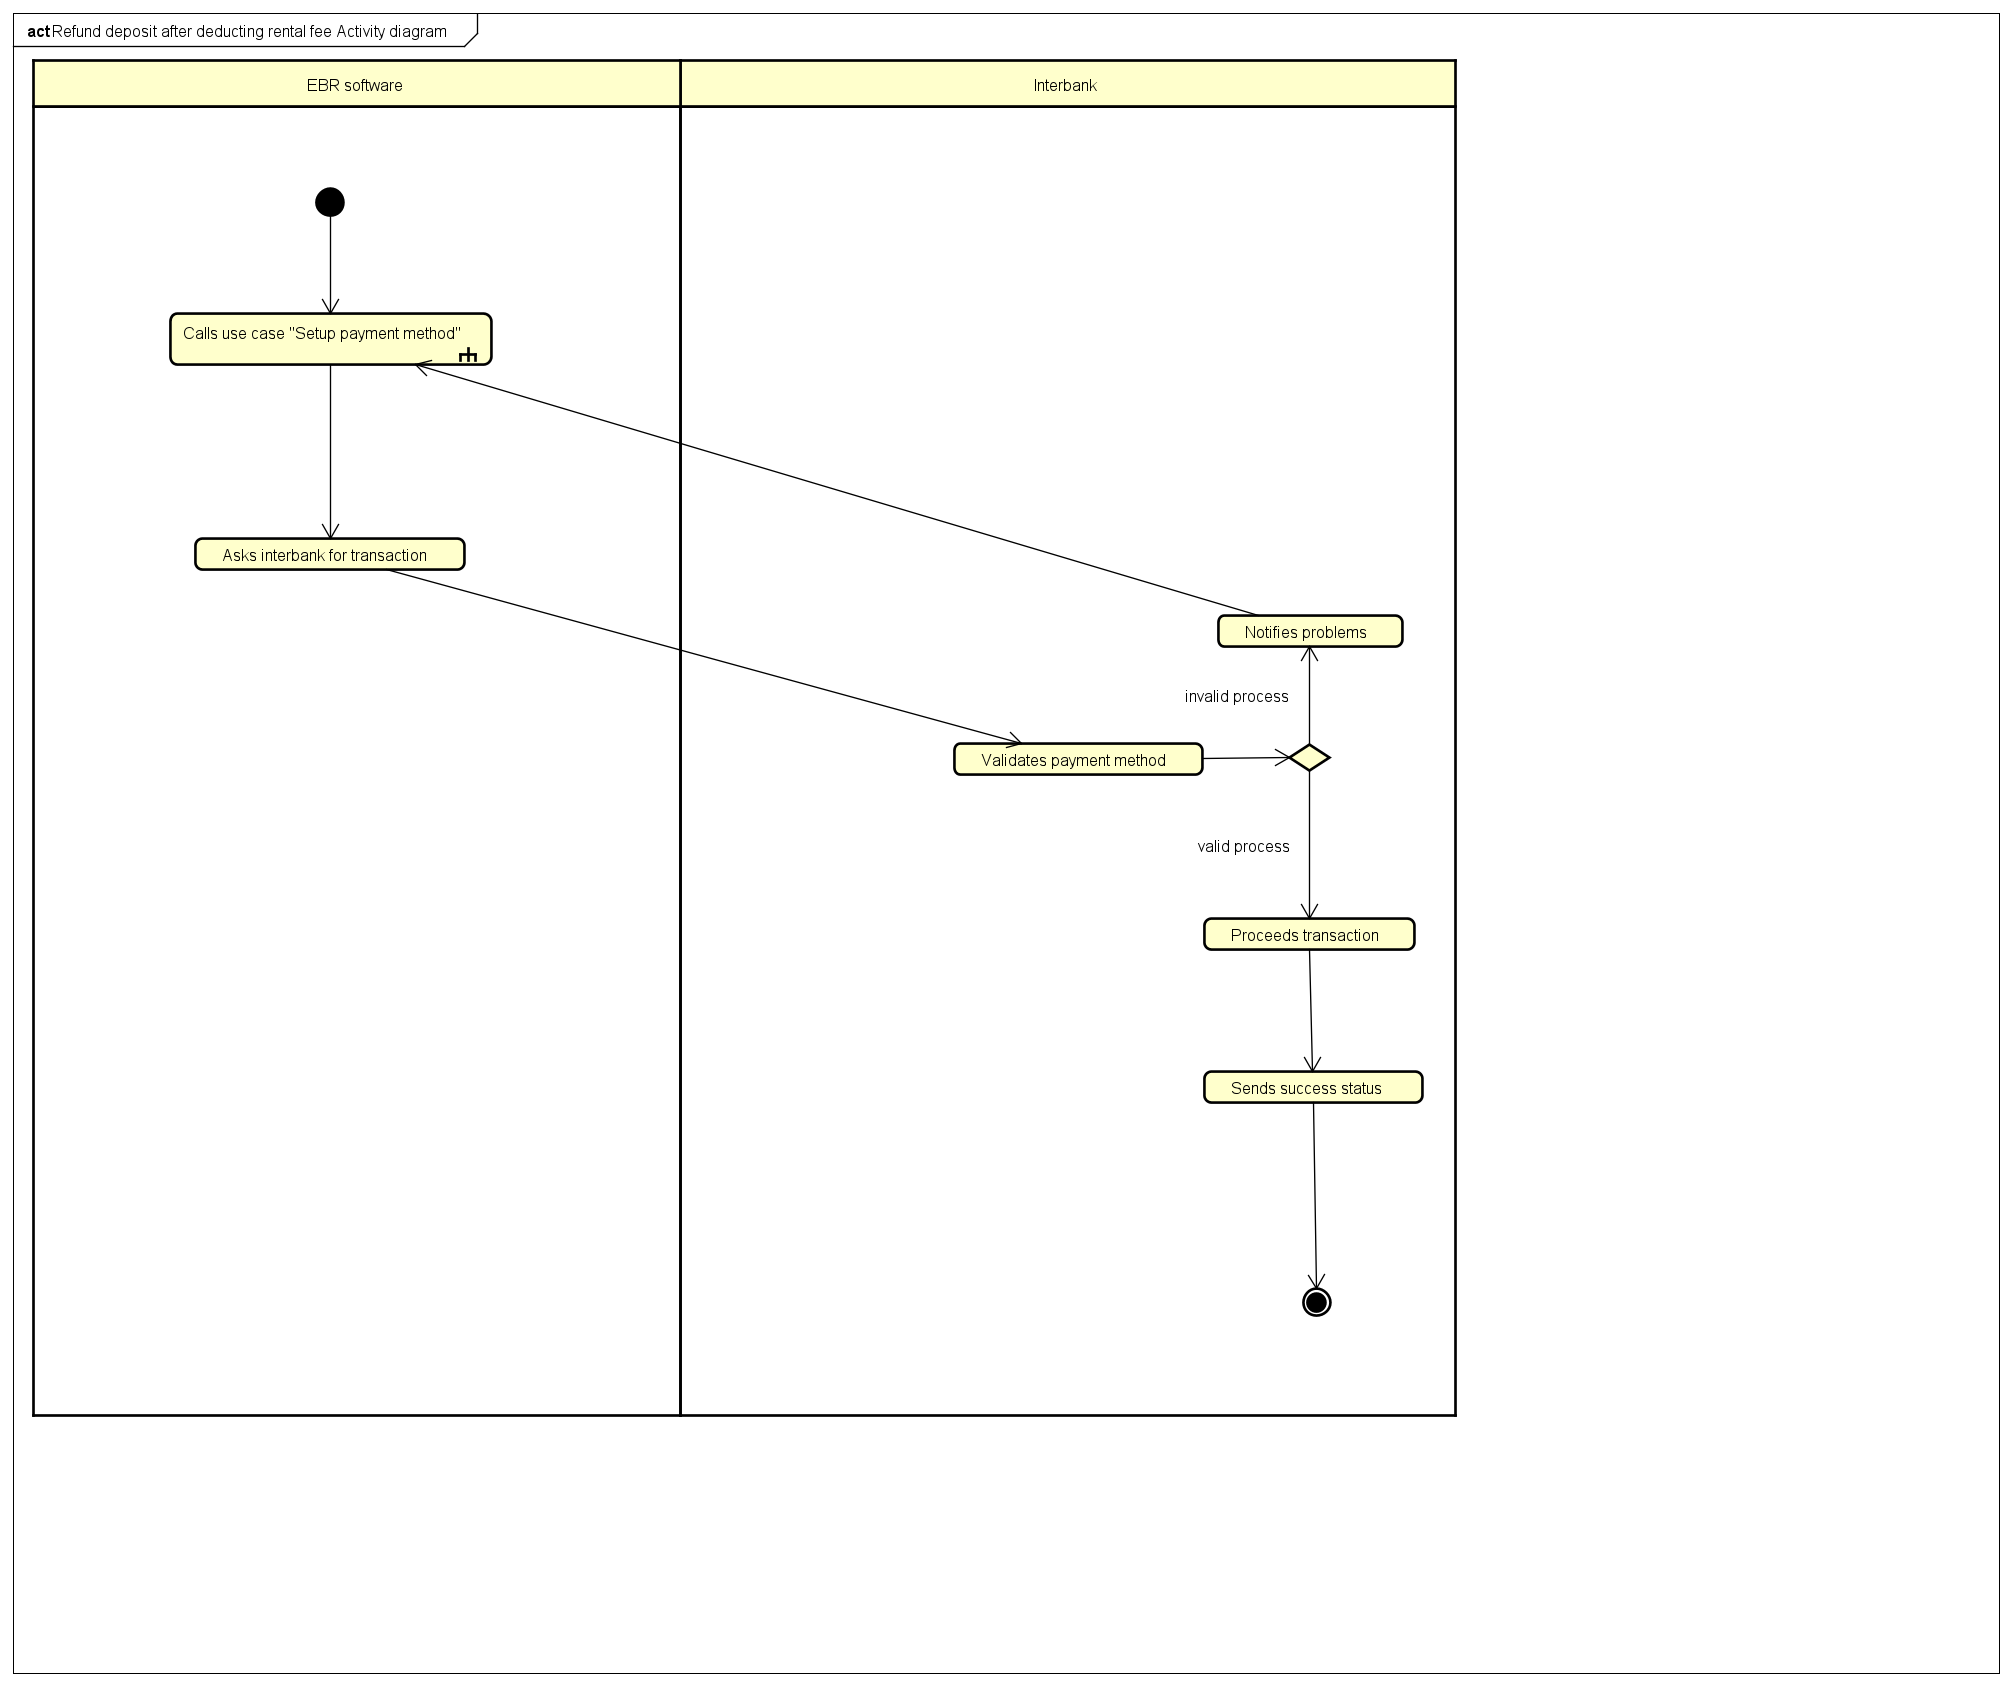 act Refund deposit after deducting rental fee Activity diagram
EBR software
Interbank
Calls use case "Setup payment method"
Asks interbank for transaction
Notifies problems
invalid process
Validates payment method
valid process
Proceeds transaction
Sends success status